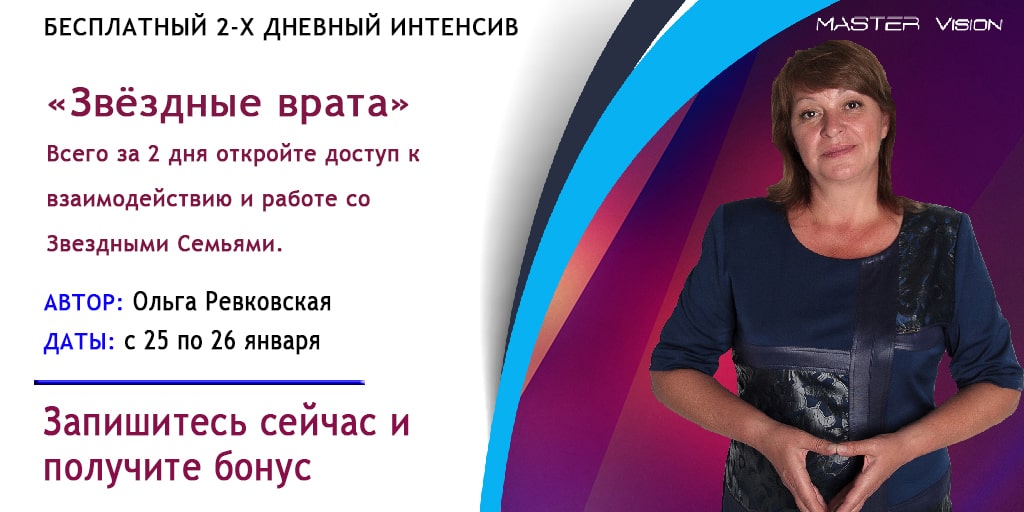 БЕСПЛАТНЫЙ 2-Х ДНЕВНЫЙ ИНТЕНСИВ
MASTER VISION
«Звёздные врата»
Всего за 2 дня откройте доступ к
взаимодействию и работе со
Звездными Семьями.
АВТОР: Ольга Ревковская
ДАТЫ: с 25 по 26 января
Запишитесь сейчас и
получите бонус